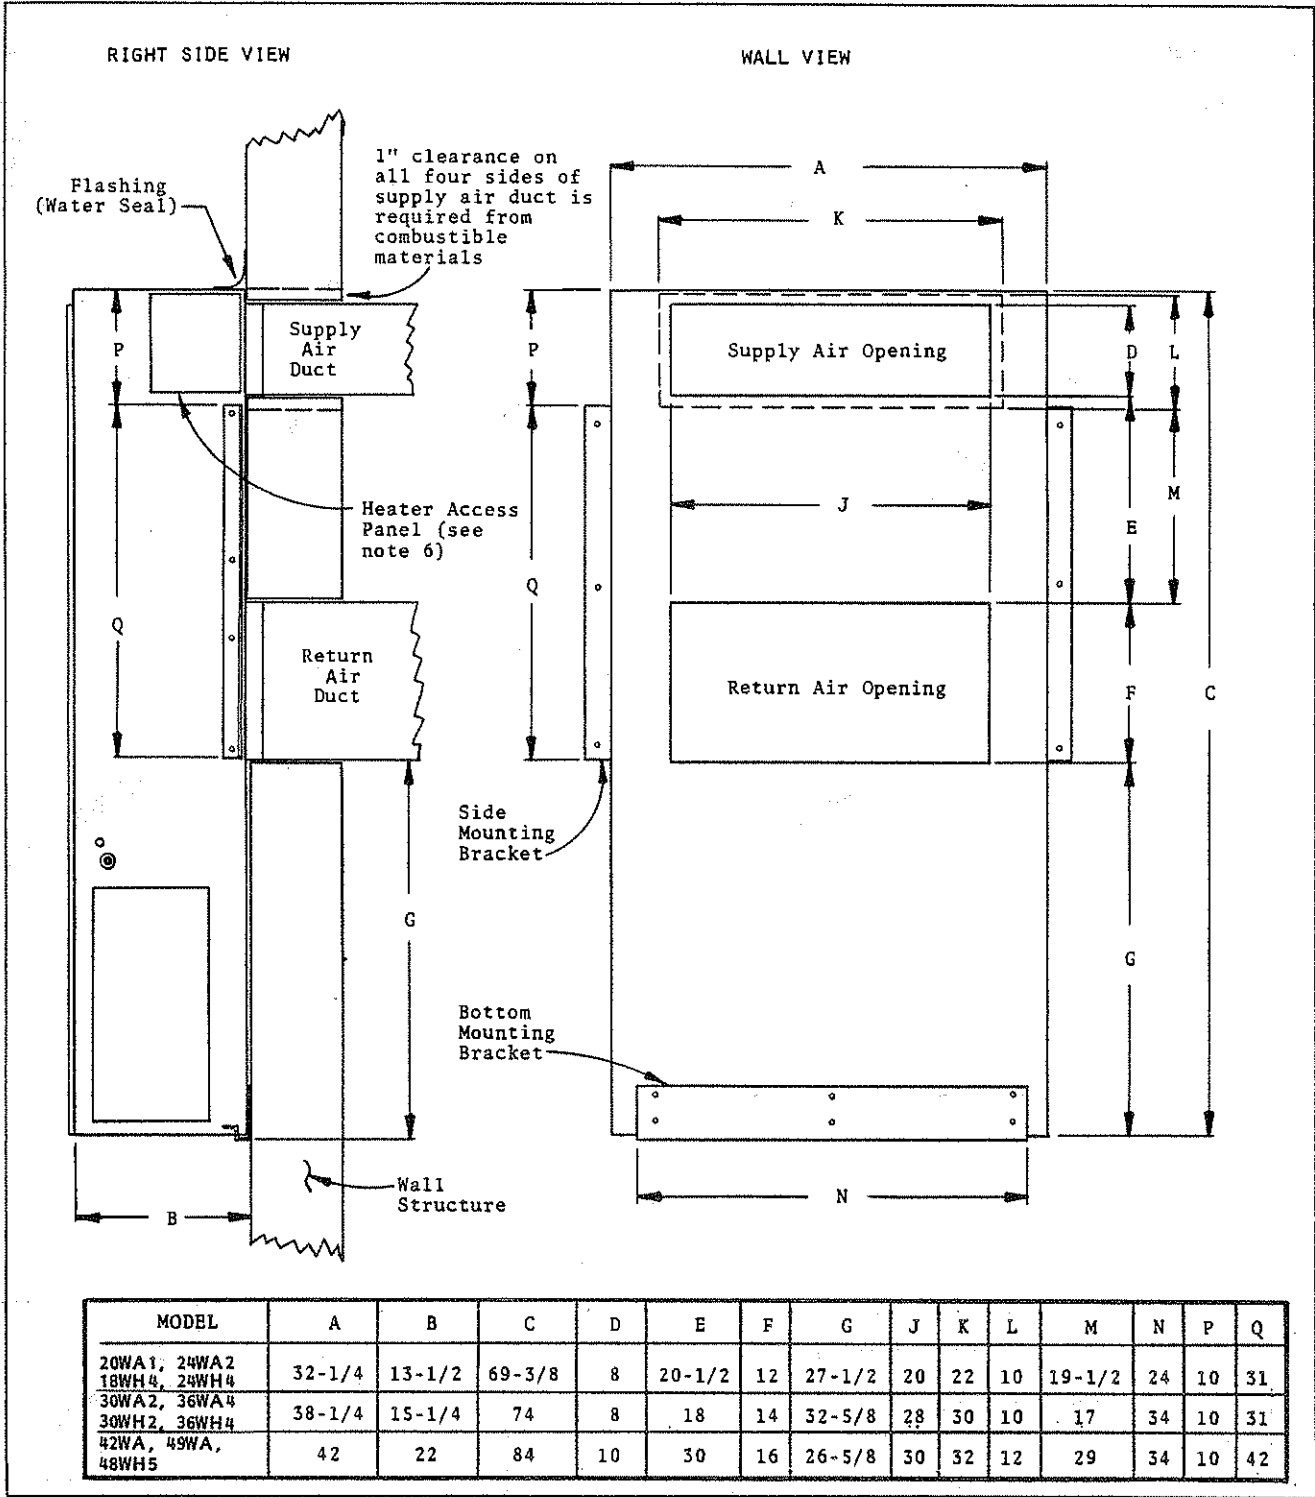 RIGHT SIDE VIEW
WALL VIEW
Flashing
(Water Seal)
1" clearance on
all four sides of
supply air duct is
required from
combustible
materials
A
K
P
Supply
Air
Duct
P
Supply Air Opening
D
L
Heater Access
Panel (see
note 6)
J
M
E
Q
Q
Return
Air
Duct
Return Air Opening
F
C
Side
Mounting
Bracket
G
G
Bottom
Mounting
Bracket
Wall
Structure
B
N
MODEL A B C D E F G J K L M N P Q
20WA1, 24WA2
18WH4, 24WH4 32-1/4 13-1/2 69-3/8 8 20-1/2 12 27-1/2 20 22 10 19-1/2 24 10 31
30WA2, 36WA4
30WH2, 36WH4 38-1/4 15-1/4 74 8 18 14 32-5/8 28 30 10 17 34 10 31
42WA, 49WA,
48WH5 42 22 84 10 30 16 26-5/8 30 32 12 29 34 10 42